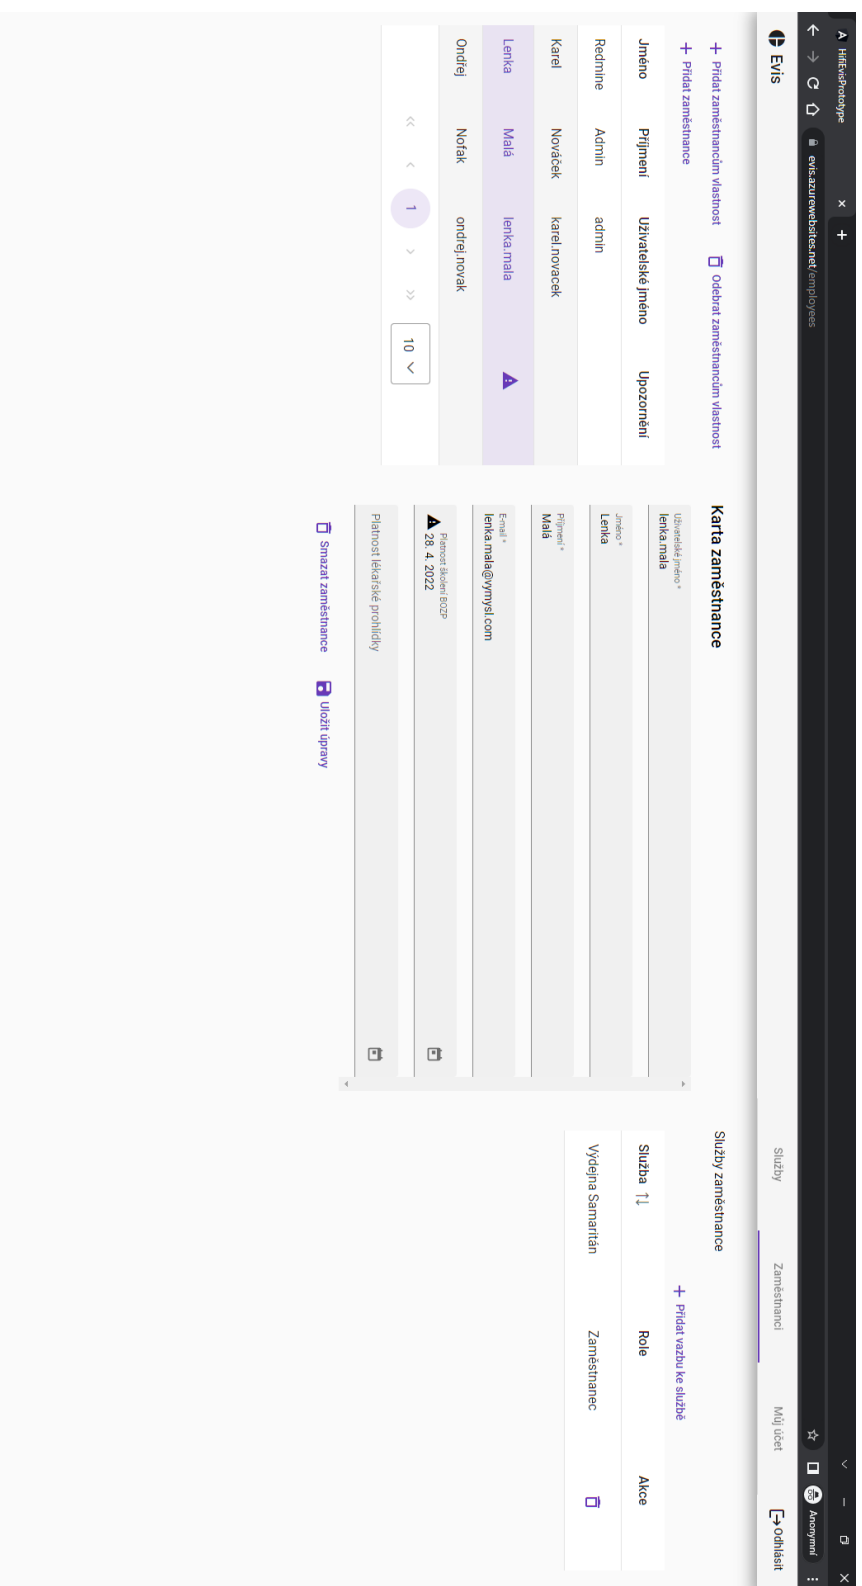 HifiEvisPrototype
evis.azurewebsites.net/employees
Anonymní
Evis
Služby
Zaměstnanci
Můj účet
Odhlásit
Přidat zaměstnancům vlastnost
Odebrat zaměstnancům vlastnost
Přidat zaměstnance
Jméno Příjmení Uživatelské jméno Upozornění
Redmine Admin admin
Karel Nováček karel.novacek
Lenka Malá lenka.mala
Ondřej Nofak ondrej.novak
« ‹ 1 › » 10
Karta zaměstnance
Uživatelské jméno *
lenka.mala
Jméno *
Lenka
Příjmení *
Malá
E-mail *
lenka.mala@vymysl.com
Platnost školení BOZP
28. 4. 2022
Platnost lékařské prohlídky
Smazat zaměstnance
Uložit úpravy
Služby zaměstnance
Přidat vazbu ke službě
Služba Role Akce
Výdejna Samaritán Zaměstnanec